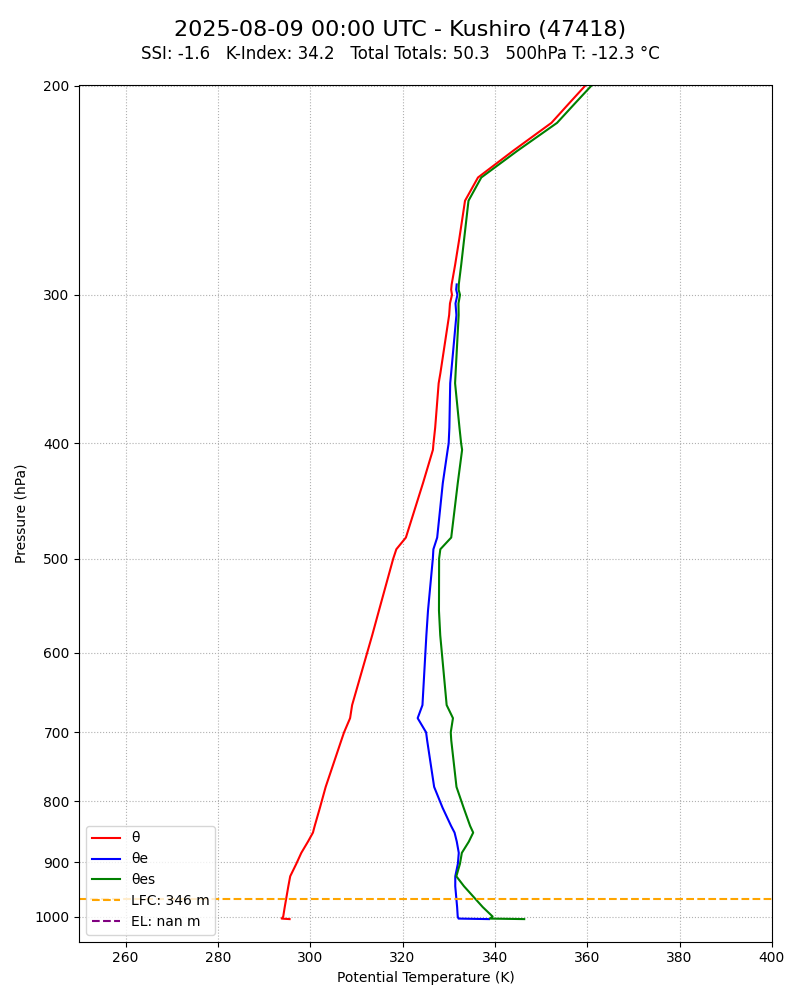 2025-08-09 00:00 UTC - Kushiro (47418)
SSI: -1.6   K-Index: 34.2   Total Totals: 50.3   500hPa T: -12.3 °C
200
300
400
500
600
700
800
900
1000
Pressure (hPa)
θ
θe
θes
LFC: 346 m
EL: nan m
260 280 300 320 340 360 380 400
Potential Temperature (K)